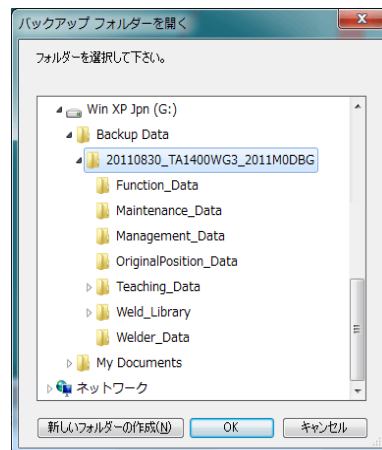 バックアップ フォルダーを開く
フォルダーを選択して下さい。
Win XP Jpn (G:)
Backup Data
20110830_TA1400WG3_2011M0DBG
Function_Data
Maintenance_Data
Management_Data
OriginalPosition_Data
Teaching_Data
Weld_Library
Welder_Data
My Documents
ネットワーク
新しいフォルダーの作成(N) OK キャンセル